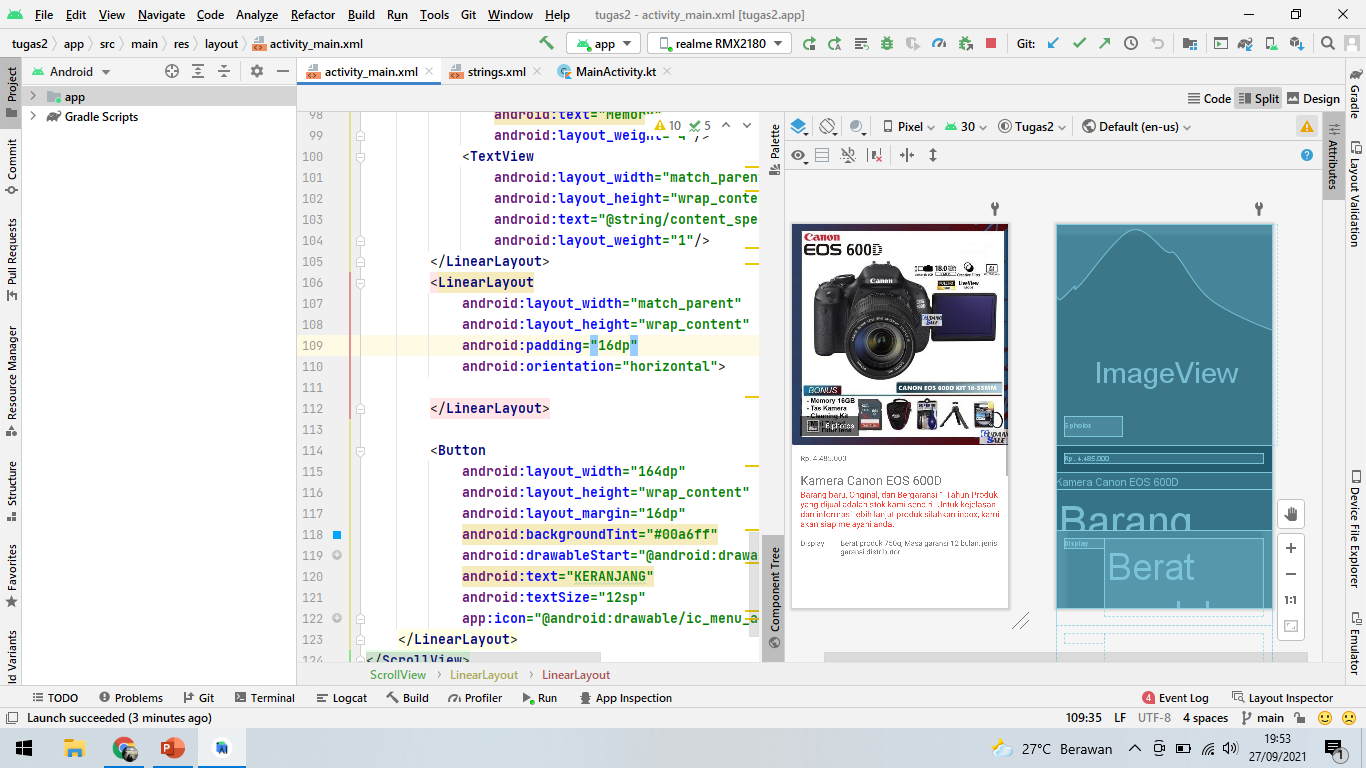 File Edit View Navigate Code Analyze Refactor Build Run Tools Git Window Help tugas2 - activity_main.xml [tugas2.app]
tugas2 app src main res layout activity_main.xml app realme RMX2180 Git:
Android activity_main.xml strings.xml MainActivity.kt
app
Gradle Scripts
Code Split Design
Project
Commit
Pull Requests
Resource Manager
Structure
Favorites
ld Variants
98 android:text="Memory"
99 android:layout_weight="4"/>
10 5
100 <TextView
101 android:layout_width="match_paren
102 android:layout_height="wrap_conte
103 android:text="@string/content_spe
104 android:layout_weight="1"/>
105 </LinearLayout>
106 <LinearLayout
107 android:layout_width="match_parent"
108 android:layout_height="wrap_content"
109 android:padding="16dp"
110 android:orientation="horizontal">
111
112 </LinearLayout>
113
114 <Button
115 android:layout_width="164dp"
116 android:layout_height="wrap_content"
117 android:layout_margin="16dp"
118 android:backgroundTint="#00a6ff"
119 android:drawableStart="@android:drawa
120 android:text="KERANJANG"
121 android:textSize="12sp"
122 app:icon="@android:drawable/ic_menu_a
123 </LinearLayout>
124 </ScrollView>
Palette
Component Tree
Pixel 30 Tugas2 Default (en-us)
Canon
EOS 600D
18.0
Canon
BONUS
CANON EOS 600D KIT 18-55MM
- Memory 16GB
- Tas Kamera
- Cleaning Kit
8 photos
Rp. 4.485.000
Kamera Canon EOS 600D
Barang baru, Original, dan Bergaransi 1 Tahun Produk
yang dijual adalah stok kami sendiri. Untuk kejelasan
dan informasi lebih lanjut produk silahkan inbox, kami
akan siap melayani anda.
Display Berat produk 750g, Masa garansi 12 bulan, jenis
garansi distributor
ImageView
8 photos
Rp. 4.485.000
Kamera Canon EOS 600D
Barang
Display
Berat
1:1
Attributes
Gradle
Layout Validation
Device File Explorer
Emulator
ScrollView LinearLayout LinearLayout
TODO Problems Git Terminal Logcat Build Profiler Run App Inspection 4 Event Log Layout Inspector
Launch succeeded (3 minutes ago) 109:35 LF UTF-8 4 spaces main
27°C Berawan 19:53
27/09/2021
1